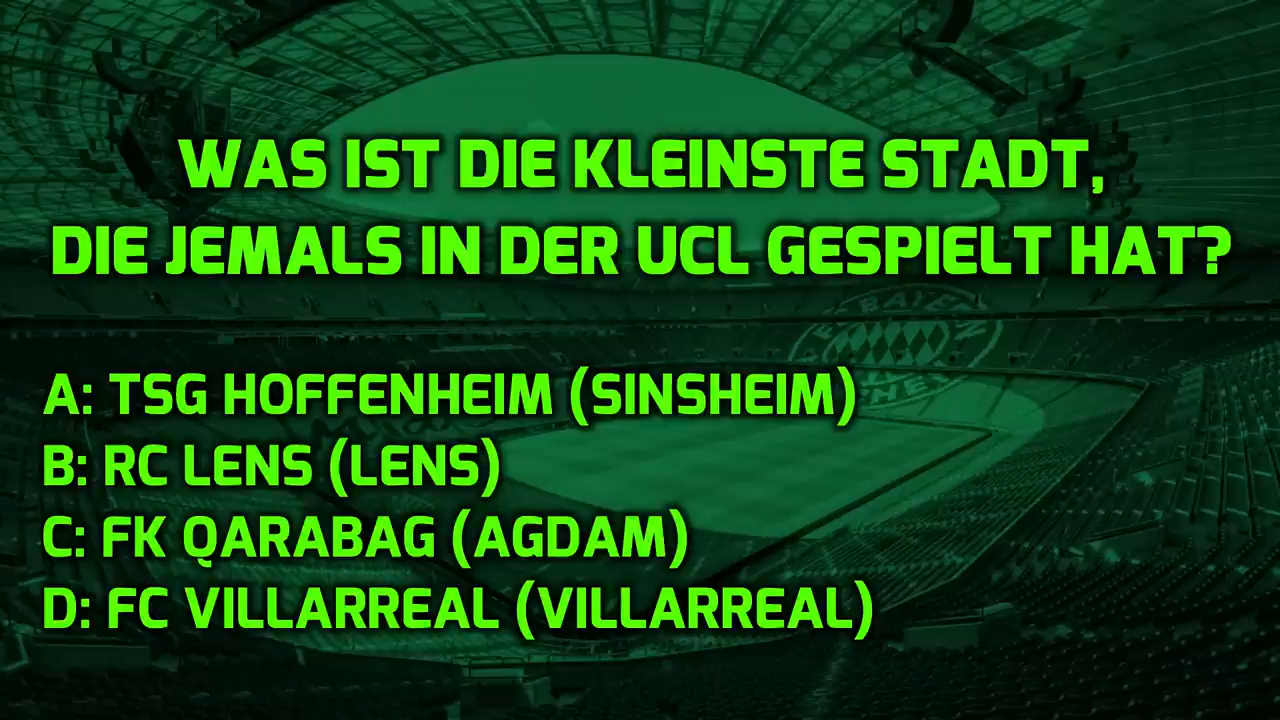 WAS IST DIE KLEINSTE STADT,
DIE JEMALS IN DER UCL GESPIELT HAT?
BAYERN
A: TSG HOFFENHEIM (SINSHEIM)
B: RC LENS (LENS)
C: FK QARABAG (AGDAM)
D: FC VILLARREAL (VILLARREAL)